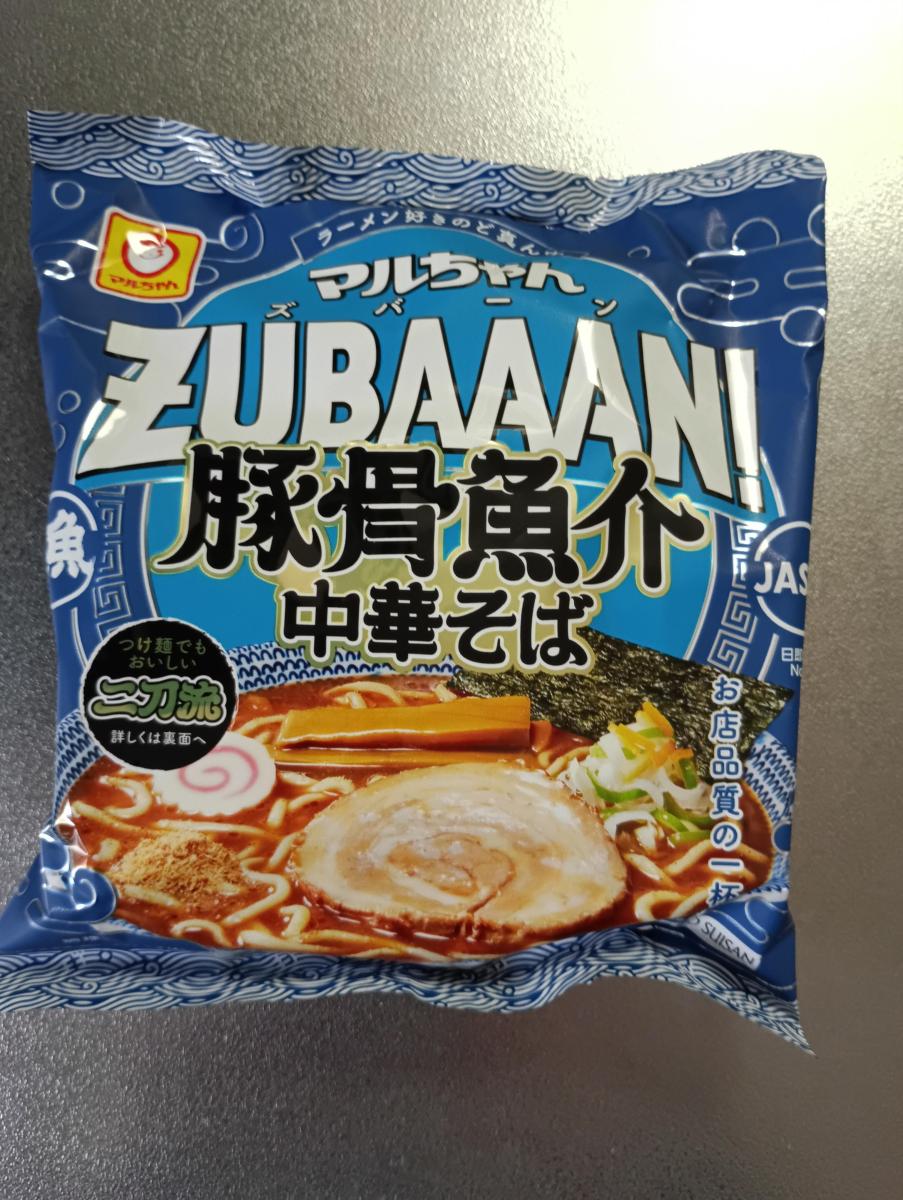 ラーメン好きのど真ん
マルちゃん
マルちゃん
ズバーン
ZUBAAAN!
豚骨魚介
中華そば
魚
JAS
つけ麺でも
おいしい
二刀流
詳しくは裏面へ
お店品質の一杯
SUISAN